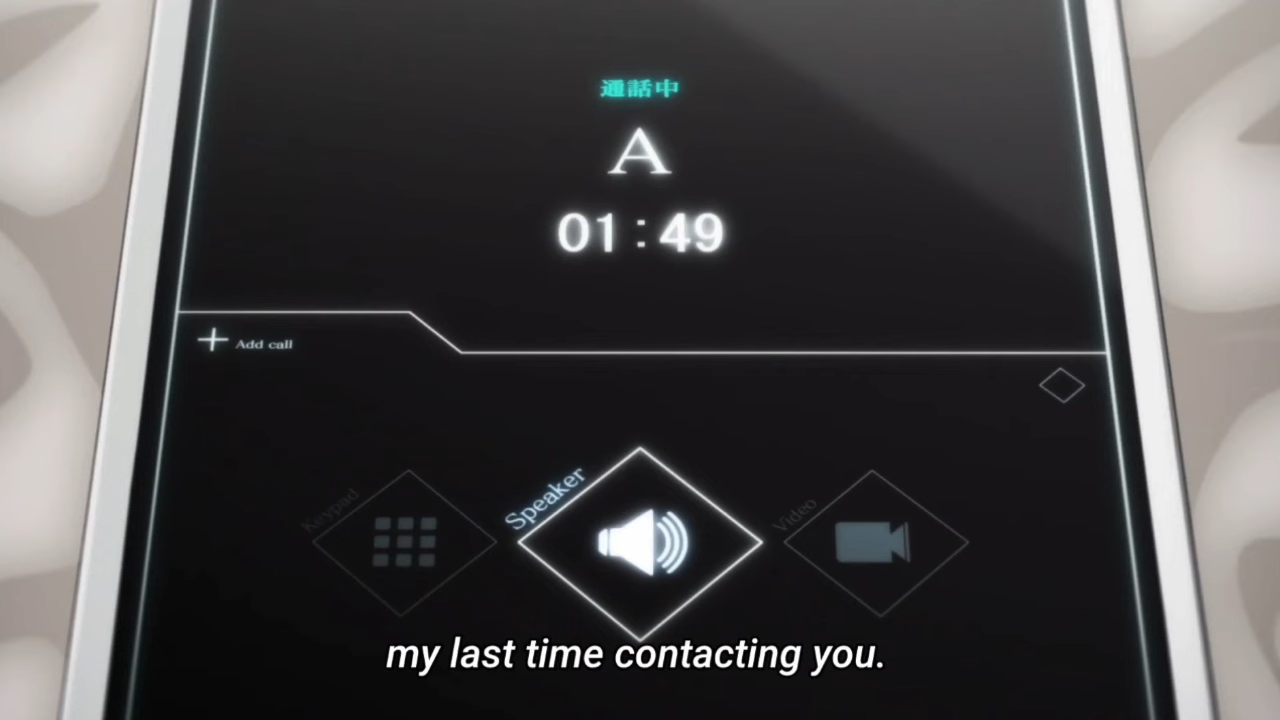 通話中
A
01:49
Add call
Keypad
Speaker
Video
my last time contacting you.